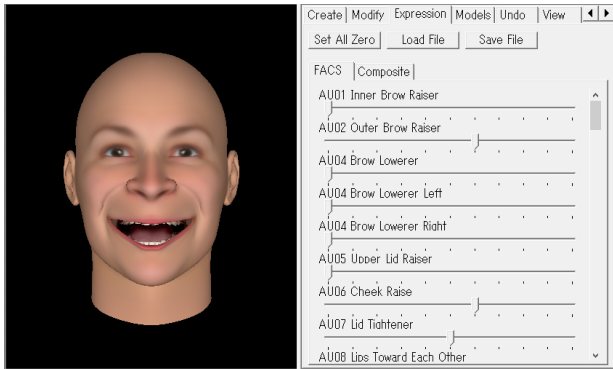 Create Modify Expression Models Undo View
Set All Zero Load File Save File
FACS Composite
AU01 Inner Brow Raiser
AU02 Outer Brow Raiser
AU04 Brow Lowerer
AU04 Brow Lowerer Left
AU04 Brow Lowerer Right
AU05 Upper Lid Raiser
AU06 Cheek Raise
AU07 Lid Tightener
AU08 Lips Toward Each Other